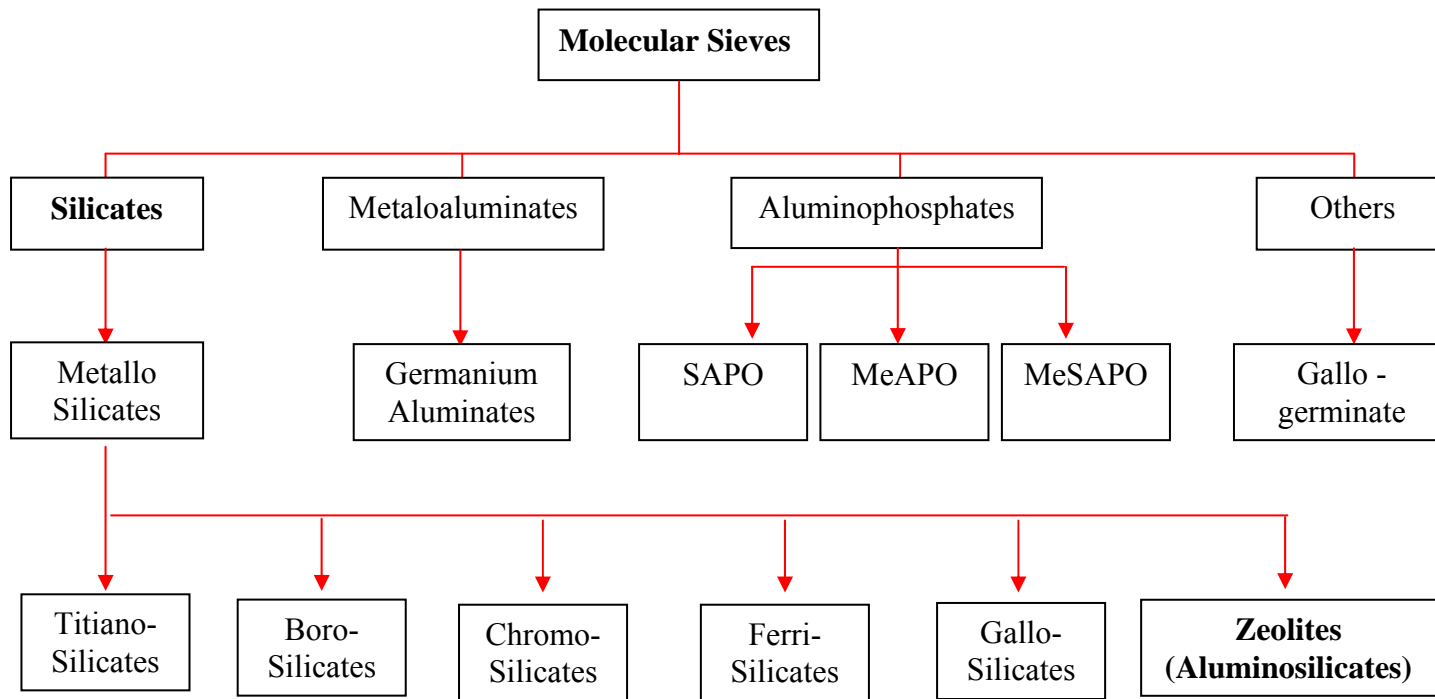 Molecular Sieves
Silicates
Metaloaluminates
Aluminophosphates
Others
Metallo
Silicates
Germanium
Aluminates
SAPO
MeAPO
MeSAPO
Gallo -
germinate
Titiano-
Silicates
Boro-
Silicates
Chromo-
Silicates
Ferri-
Silicates
Gallo-
Silicates
Zeolites
(Aluminosilicates)